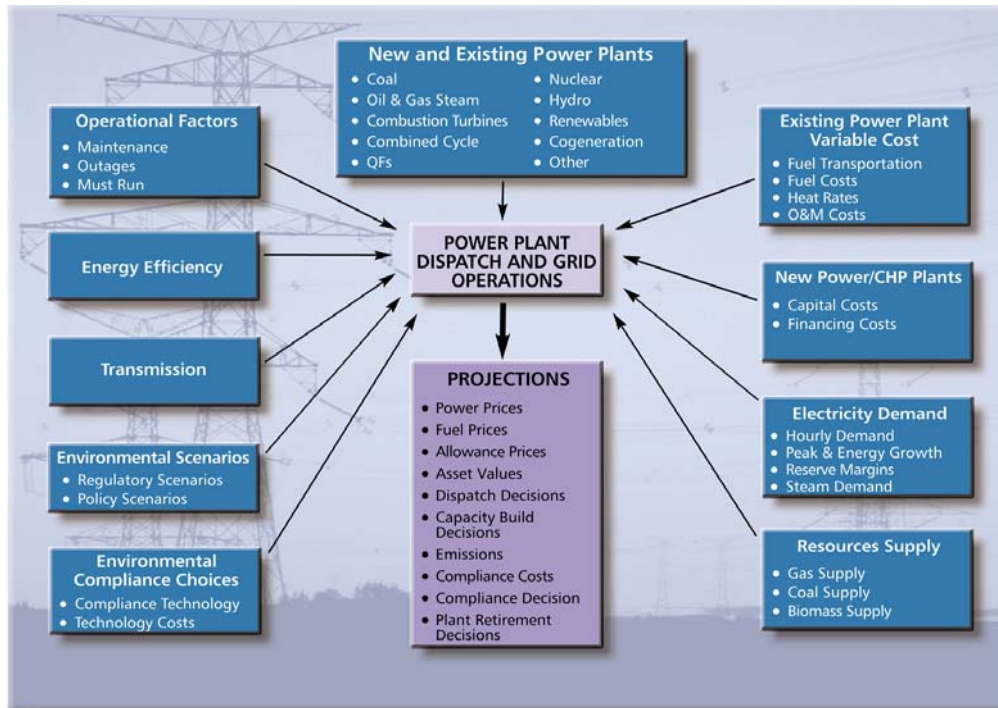 New and Existing Power Plants
• Coal
• Oil & Gas Steam
• Combustion Turbines
• Combined Cycle
• QFs
• Nuclear
• Hydro
• Renewables
• Cogeneration
• Other
Operational Factors
• Maintenance
• Outages
• Must Run
Energy Efficiency
Transmission
Environmental Scenarios
• Regulatory Scenarios
• Policy Scenarios
Environmental
Compliance Choices
• Compliance Technology
• Technology Costs
POWER PLANT
DISPATCH AND GRID
OPERATIONS
PROJECTIONS
• Power Prices
• Fuel Prices
• Allowance Prices
• Asset Values
• Dispatch Decisions
• Capacity Build
Decisions
• Emissions
• Compliance Costs
• Compliance Decision
• Plant Retirement
Decisions
Existing Power Plant
Variable Cost
• Fuel Transportation
• Fuel Costs
• Heat Rates
• O&M Costs
New Power/CHP Plants
• Capital Costs
• Financing Costs
Electricity Demand
• Hourly Demand
• Peak & Energy Growth
• Reserve Margins
• Steam Demand
Resources Supply
• Gas Supply
• Coal Supply
• Biomass Supply